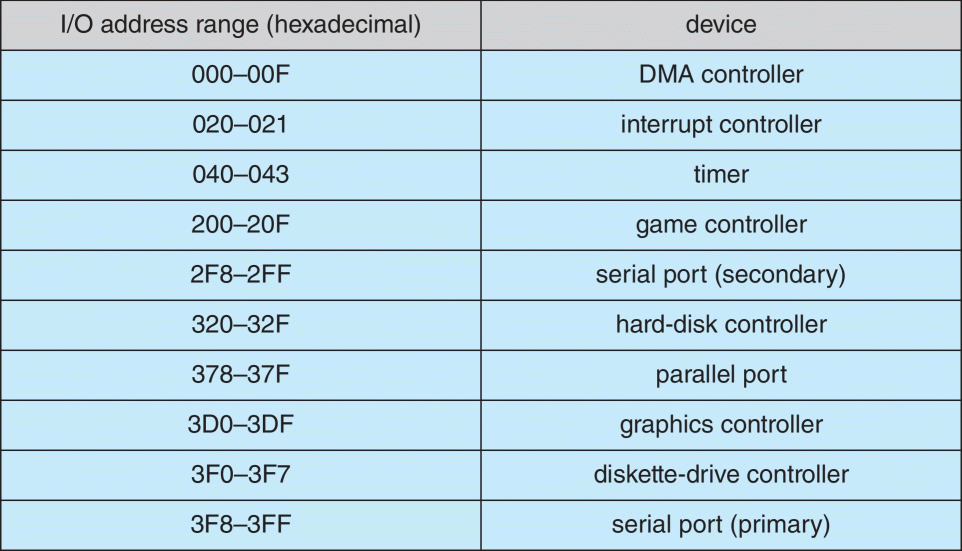 I/O address range (hexadecimal) device
000–00F DMA controller
020–021 interrupt controller
040–043 timer
200–20F game controller
2F8–2FF serial port (secondary)
320–32F hard-disk controller
378–37F parallel port
3D0–3DF graphics controller
3F0–3F7 diskette-drive controller
3F8–3FF serial port (primary)